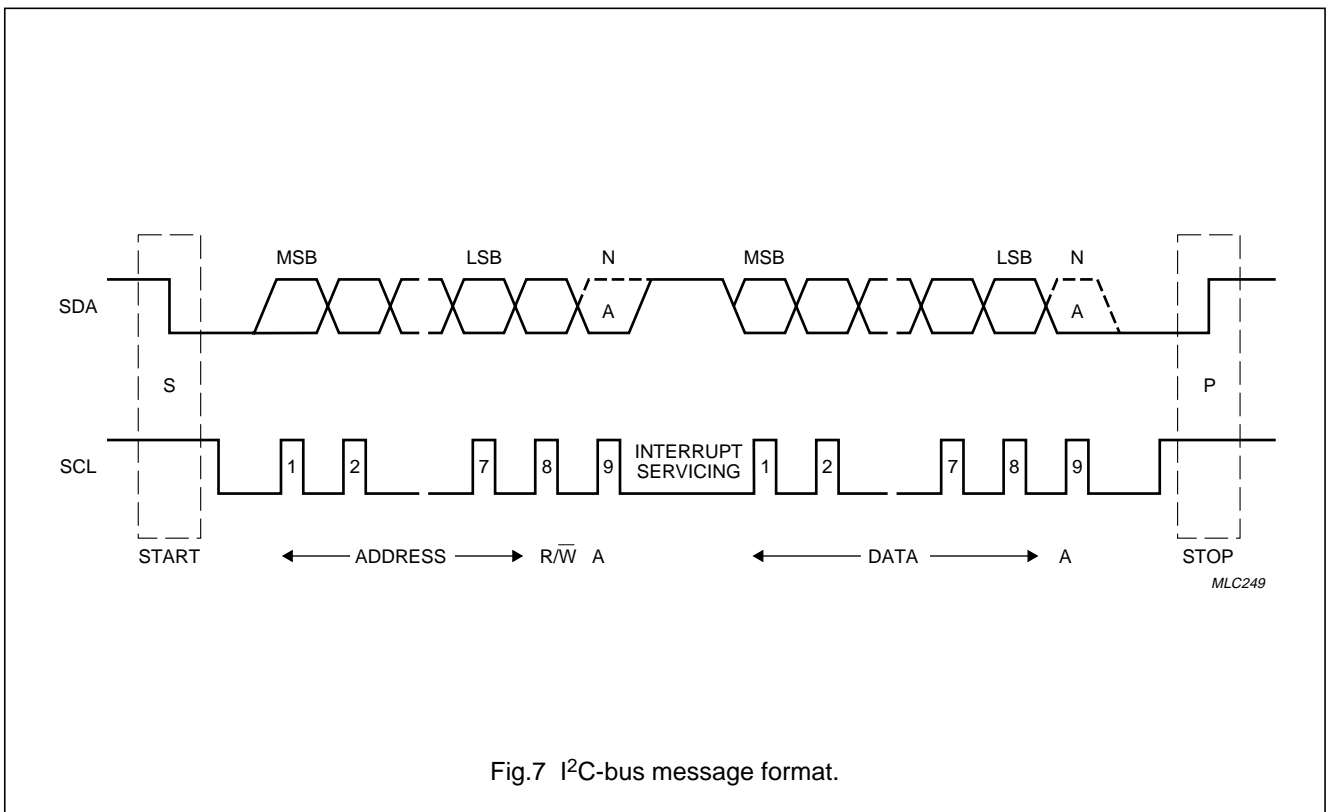 MSB LSB N MSB LSB N
SDA A A
S P
SCL 1 2 7 8 9 INTERRUPT SERVICING 1 2 7 8 9
START ADDRESS R/W̅ A DATA A STOP
MLC249
Fig.7 I²C-bus message format.